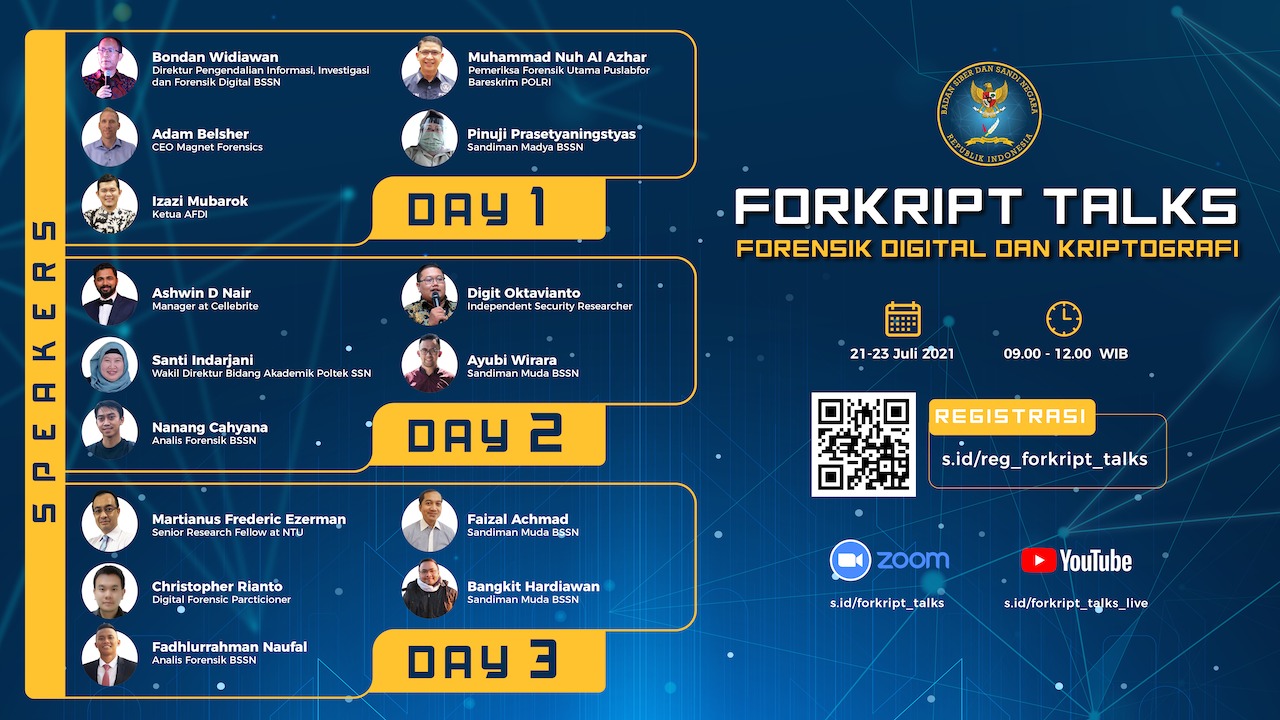 SPEAKERS
Bondan Widiawan
Direktur Pengendalian Informasi, Investigasi
dan Forensik Digital BSSN
Muhammad Nuh Al Azhar
Pemeriksa Forensik Utama Puslabfor
Bareskrim POLRI
Adam Belsher
CEO Magnet Forensics
Pinuji Prasetyaningstyas
Sandiman Madya BSSN
Izazi Mubarok
Ketua AFDI
DAY 1
Ashwin D Nair
Manager at Cellebrite
Digit Oktavianto
Independent Security Researcher
Santi Indarjani
Wakil Direktur Bidang Akademik Poltek SSN
Ayubi Wirara
Sandiman Muda BSSN
Nanang Cahyana
Analis Forensik BSSN
DAY 2
Martianus Frederic Ezerman
Senior Research Fellow at NTU
Faizal Achmad
Sandiman Muda BSSN
Christopher Rianto
Digital Forensic Parcticioner
Bangkit Hardiawan
Sandiman Muda BSSN
Fadhlurrahman Naufal
Analis Forensik BSSN
DAY 3
BADAN SIBER DAN SANDI NEGARA
REPUBLIK INDONESIA
FORKRIPT TALKS
FORENSIK DIGITAL DAN KRIPTOGRAFI
21-23 Juli 2021
09.00 - 12.00 WIB
REGISTRASI
s.id/reg_forkript_talks
zoom
YouTube
s.id/forkript_talks
s.id/forkript_talks_live